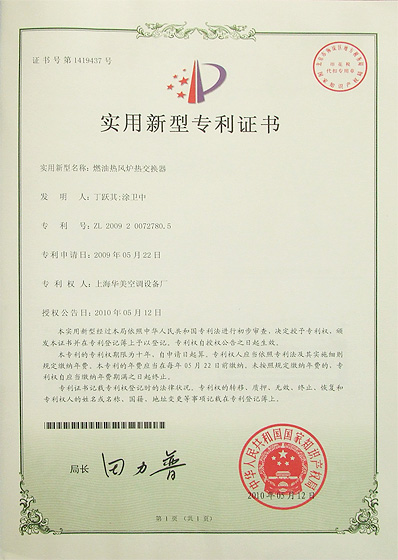 证书号第1419437号
实用新型专利证书
实用新型名称：燃油热风炉热交换器
发 明 人：丁跃其;涂卫中
专 利 号：ZL 2009 2 0072780.5
专利申请日：2009年05月22日
专 利 权 人：上海华美空调设备厂
授权公告日：2010年05月12日
本实用新型经过本局依照中华人民共和国专利法进行初步审查，决定授予专利权，颁
发本证书并在专利登记簿上予以登记。专利权自授权公告之日起生效。
本专利的专利权期限为十年，自申请日起算。专利权人应当依照专利法及其实施细则
规定缴纳年费。本专利的年费应当在每年05月22日前缴纳。未按照规定缴纳年费的，专利
权自应当缴纳年费期满之日起终止。
专利证书记载专利权登记时的法律状况。专利权的转移、质押、无效、终止、恢复和
专利权人的姓名或名称、国籍、地址变更等事项记载在专利登记簿上。
局长 田力普
中华人民共和国国家知识产权局
2010年05月12日
第1页（共1页）